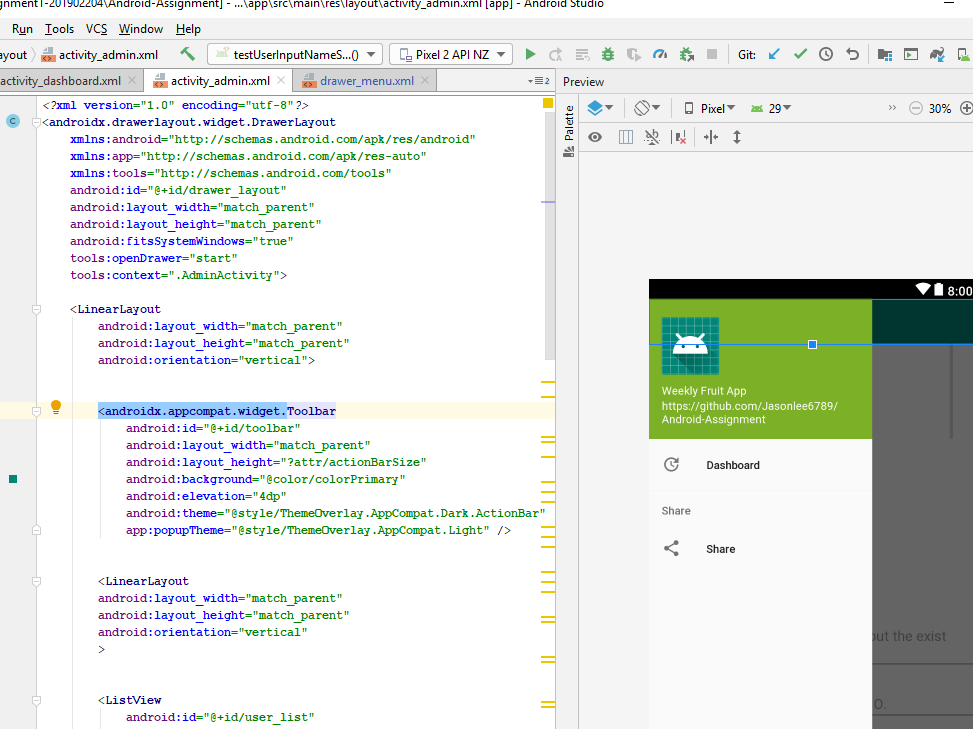 gnment1-201902204\Android-Assignment] - ...\app\src\main\res\layout\activity_admin.xml [app] - Android Studio
Run Tools VCS Window Help
ayout activity_admin.xml testUserInputNameS...() Pixel 2 API NZ Git:
activity_dashboard.xml activity_admin.xml drawer_menu.xml 2 Preview
<?xml version="1.0" encoding="utf-8"?>
<androidx.drawerlayout.widget.DrawerLayout
xmlns:android="http://schemas.android.com/apk/res/android"
xmlns:app="http://schemas.android.com/apk/res-auto"
xmlns:tools="http://schemas.android.com/tools"
android:id="@+id/drawer_layout"
android:layout_width="match_parent"
android:layout_height="match_parent"
android:fitsSystemWindows="true"
tools:openDrawer="start"
tools:context=".AdminActivity">
<LinearLayout
android:layout_width="match_parent"
android:layout_height="match_parent"
android:orientation="vertical">
<androidx.appcompat.widget.Toolbar
android:id="@+id/toolbar"
android:layout_width="match_parent"
android:layout_height="?attr/actionBarSize"
android:background="@color/colorPrimary"
android:elevation="4dp"
android:theme="@style/ThemeOverlay.AppCompat.Dark.ActionBar"
app:popupTheme="@style/ThemeOverlay.AppCompat.Light" />
<LinearLayout
android:layout_width="match_parent"
android:layout_height="match_parent"
android:orientation="vertical"
>
<ListView
android:id="@+id/user_list"
Palette
Pixel 29 30%
8:00
Weekly Fruit App
https://github.com/Jasonlee6789/
Android-Assignment
Dashboard
Share
Share
out the exist
O.